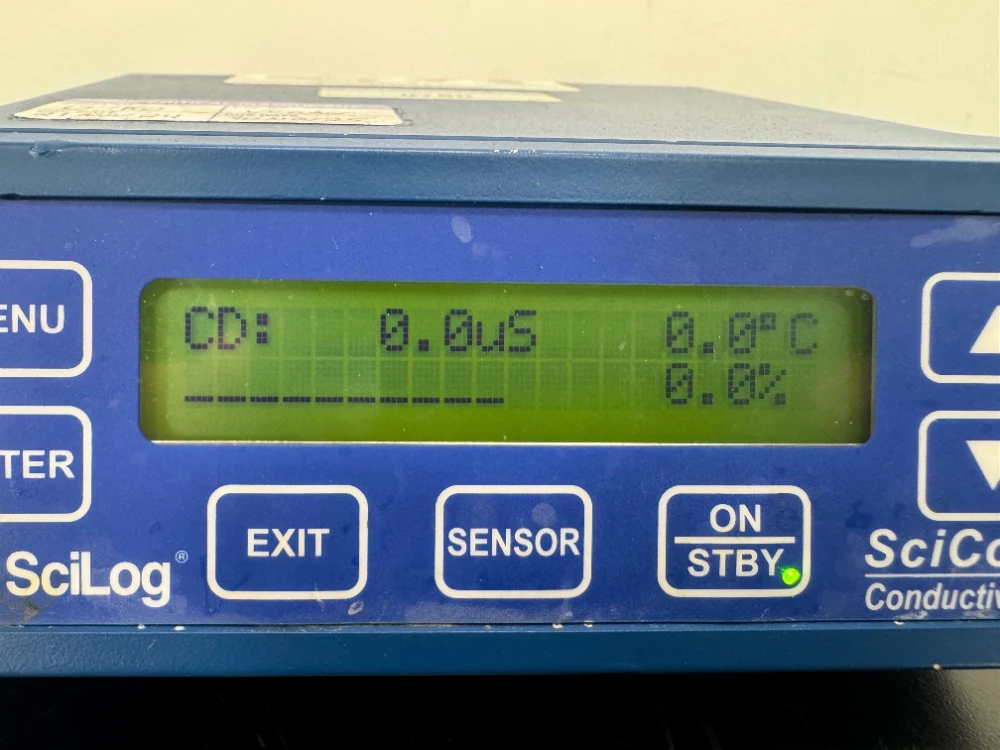 ENU
CD: 0.0uS 0.0°C
0.0%
TER
EXIT
SENSOR
ON
STBY
SciLog®
SciCo
Conductiv